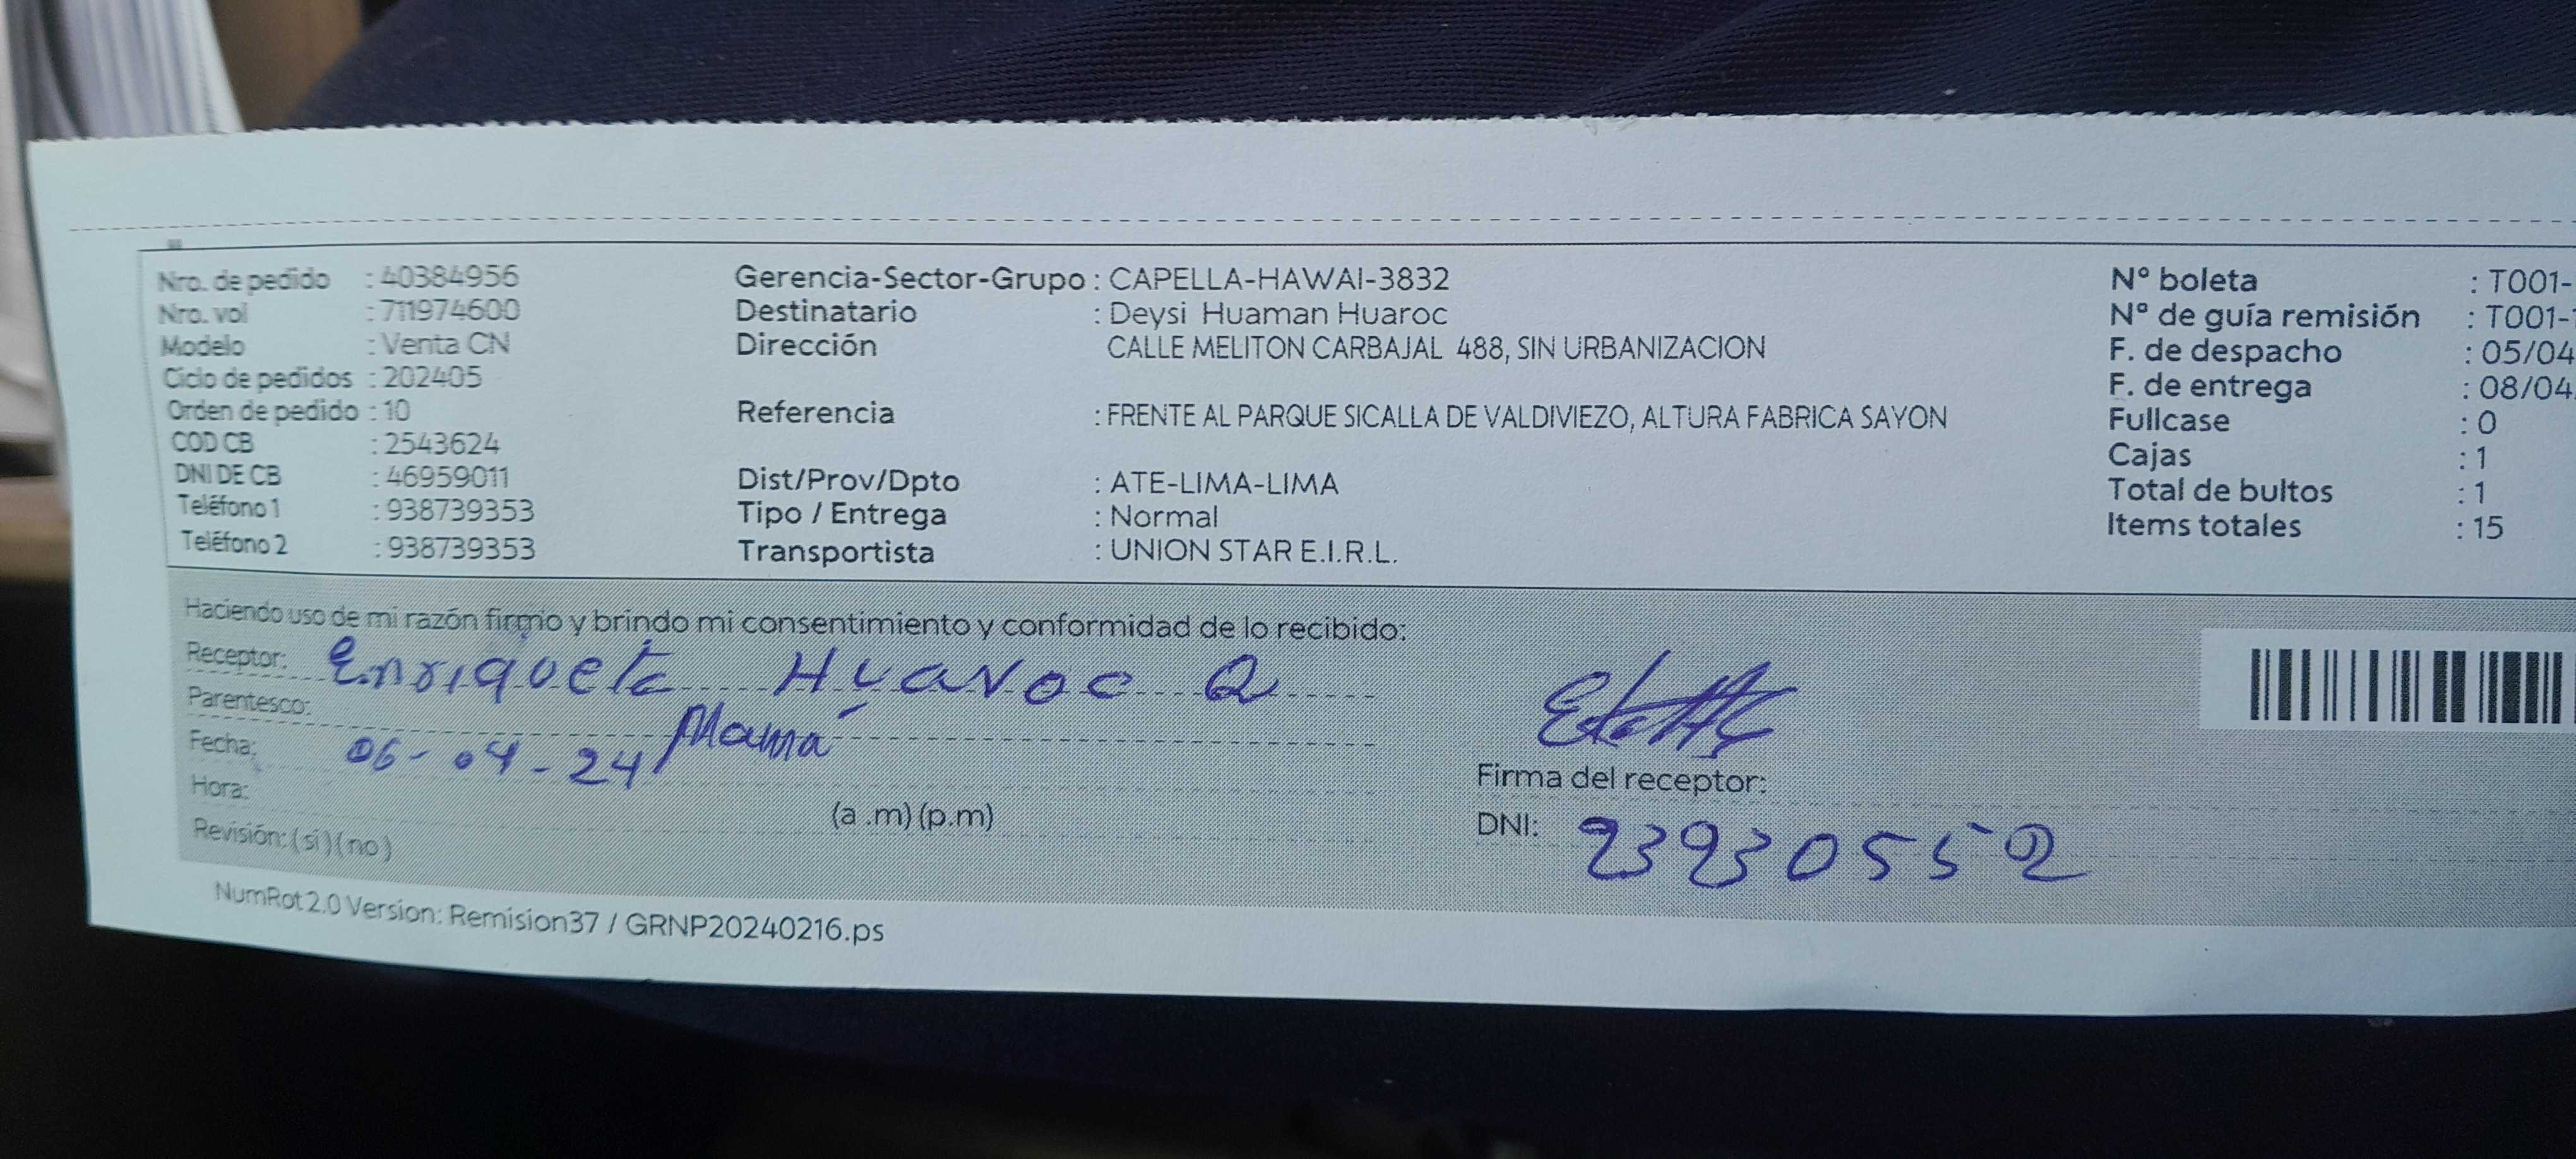 Nro. de pedido : 40384956
Nro. vol : 711974600
Modelo : Venta CN
Ciclo de pedidos : 202405
Orden de pedido : 10
COD CB : 2543624
DNI DE CB : 46959011
Teléfono 1 : 938739353
Teléfono 2 : 938739353
Gerencia-Sector-Grupo : CAPELLA-HAWAI-3832
Destinatario : Deysi Huaman Huaroc
Dirección CALLE MELITON CARBAJAL 488, SIN URBANIZACION
Referencia : FRENTE AL PARQUE SICALLA DE VALDIVIEZO, ALTURA FABRICA SAYON
Dist/Prov/Dpto : ATE-LIMA-LIMA
Tipo / Entrega : Normal
Transportista : UNION STAR E.I.R.L.
N° boleta : T001-
N° de guía remisión : T001-
F. de despacho : 05/04
F. de entrega : 08/04
Fullcase : 0
Cajas : 1
Total de bultos : 1
Items totales : 15
Haciendo uso de mi razón firmo y brindo mi consentimiento y conformidad de lo recibido:
Receptor: Enriqueta Huaroc Q
Parentesco: Mamá
Fecha: 06-04-24
Hora: (a .m) (p.m)
Revisión: (si) (no)
Firma del receptor:
DNI: 23930552
NumRot2.0 Version: Remision37 / GRNP20240216.ps